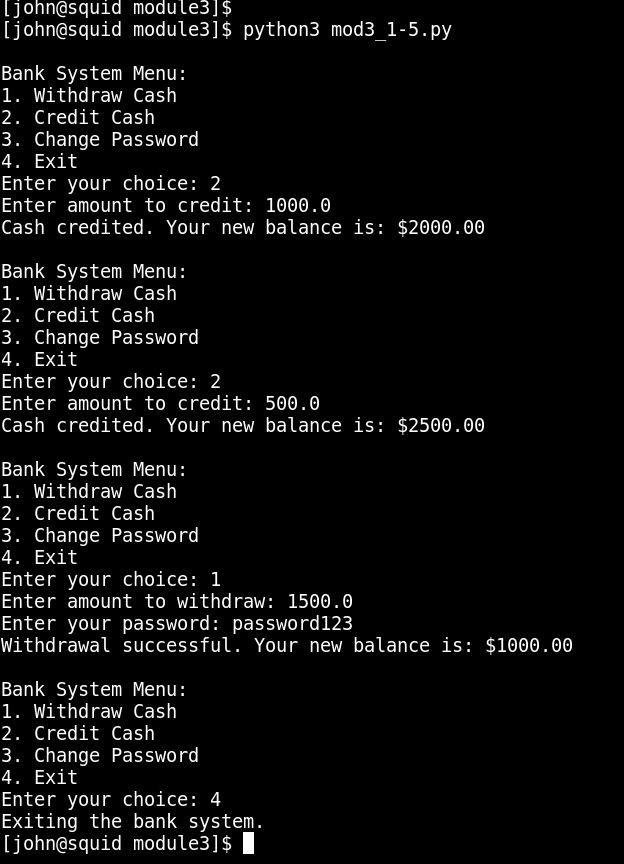 [john@squid module3]$
[john@squid module3]$ python3 mod3_1-5.py
Bank System Menu:
1. Withdraw Cash
2. Credit Cash
3. Change Password
4. Exit
Enter your choice: 2
Enter amount to credit: 1000.0
Cash credited. Your new balance is: $2000.00
Bank System Menu:
1. Withdraw Cash
2. Credit Cash
3. Change Password
4. Exit
Enter your choice: 2
Enter amount to credit: 500.0
Cash credited. Your new balance is: $2500.00
Bank System Menu:
1. Withdraw Cash
2. Credit Cash
3. Change Password
4. Exit
Enter your choice: 1
Enter amount to withdraw: 1500.0
Enter your password: password123
Withdrawal successful. Your new balance is: $1000.00
Bank System Menu:
1. Withdraw Cash
2. Credit Cash
3. Change Password
4. Exit
Enter your choice: 4
Exiting the bank system.
[john@squid module3]$